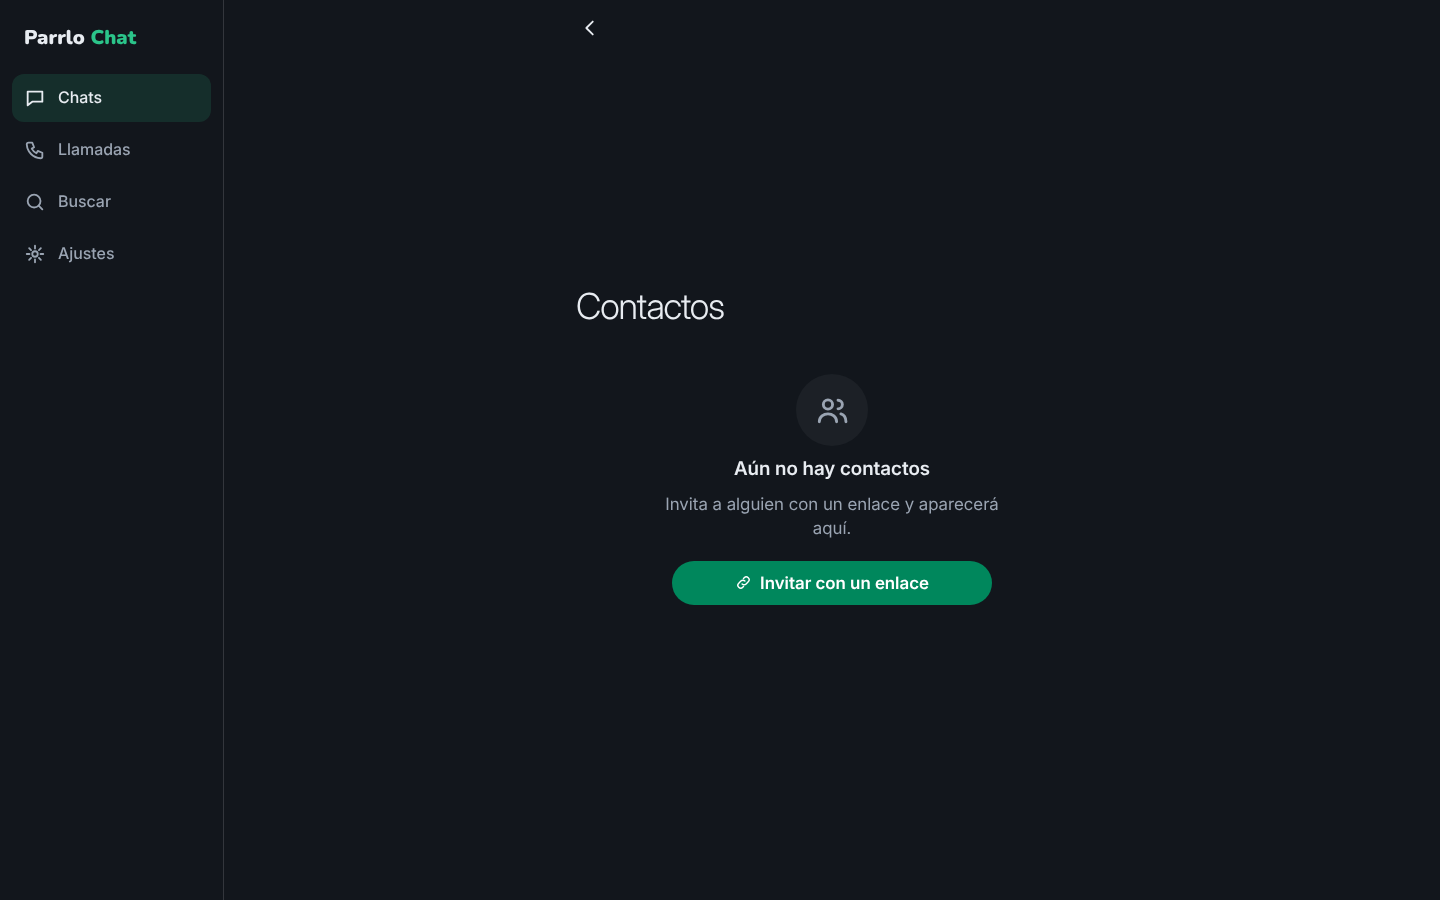 Parrlo Chat
Chats
Llamadas
Buscar
Ajustes
Contactos
Aún no hay contactos
Invita a alguien con un enlace y aparecerá
aquí.
Invitar con un enlace